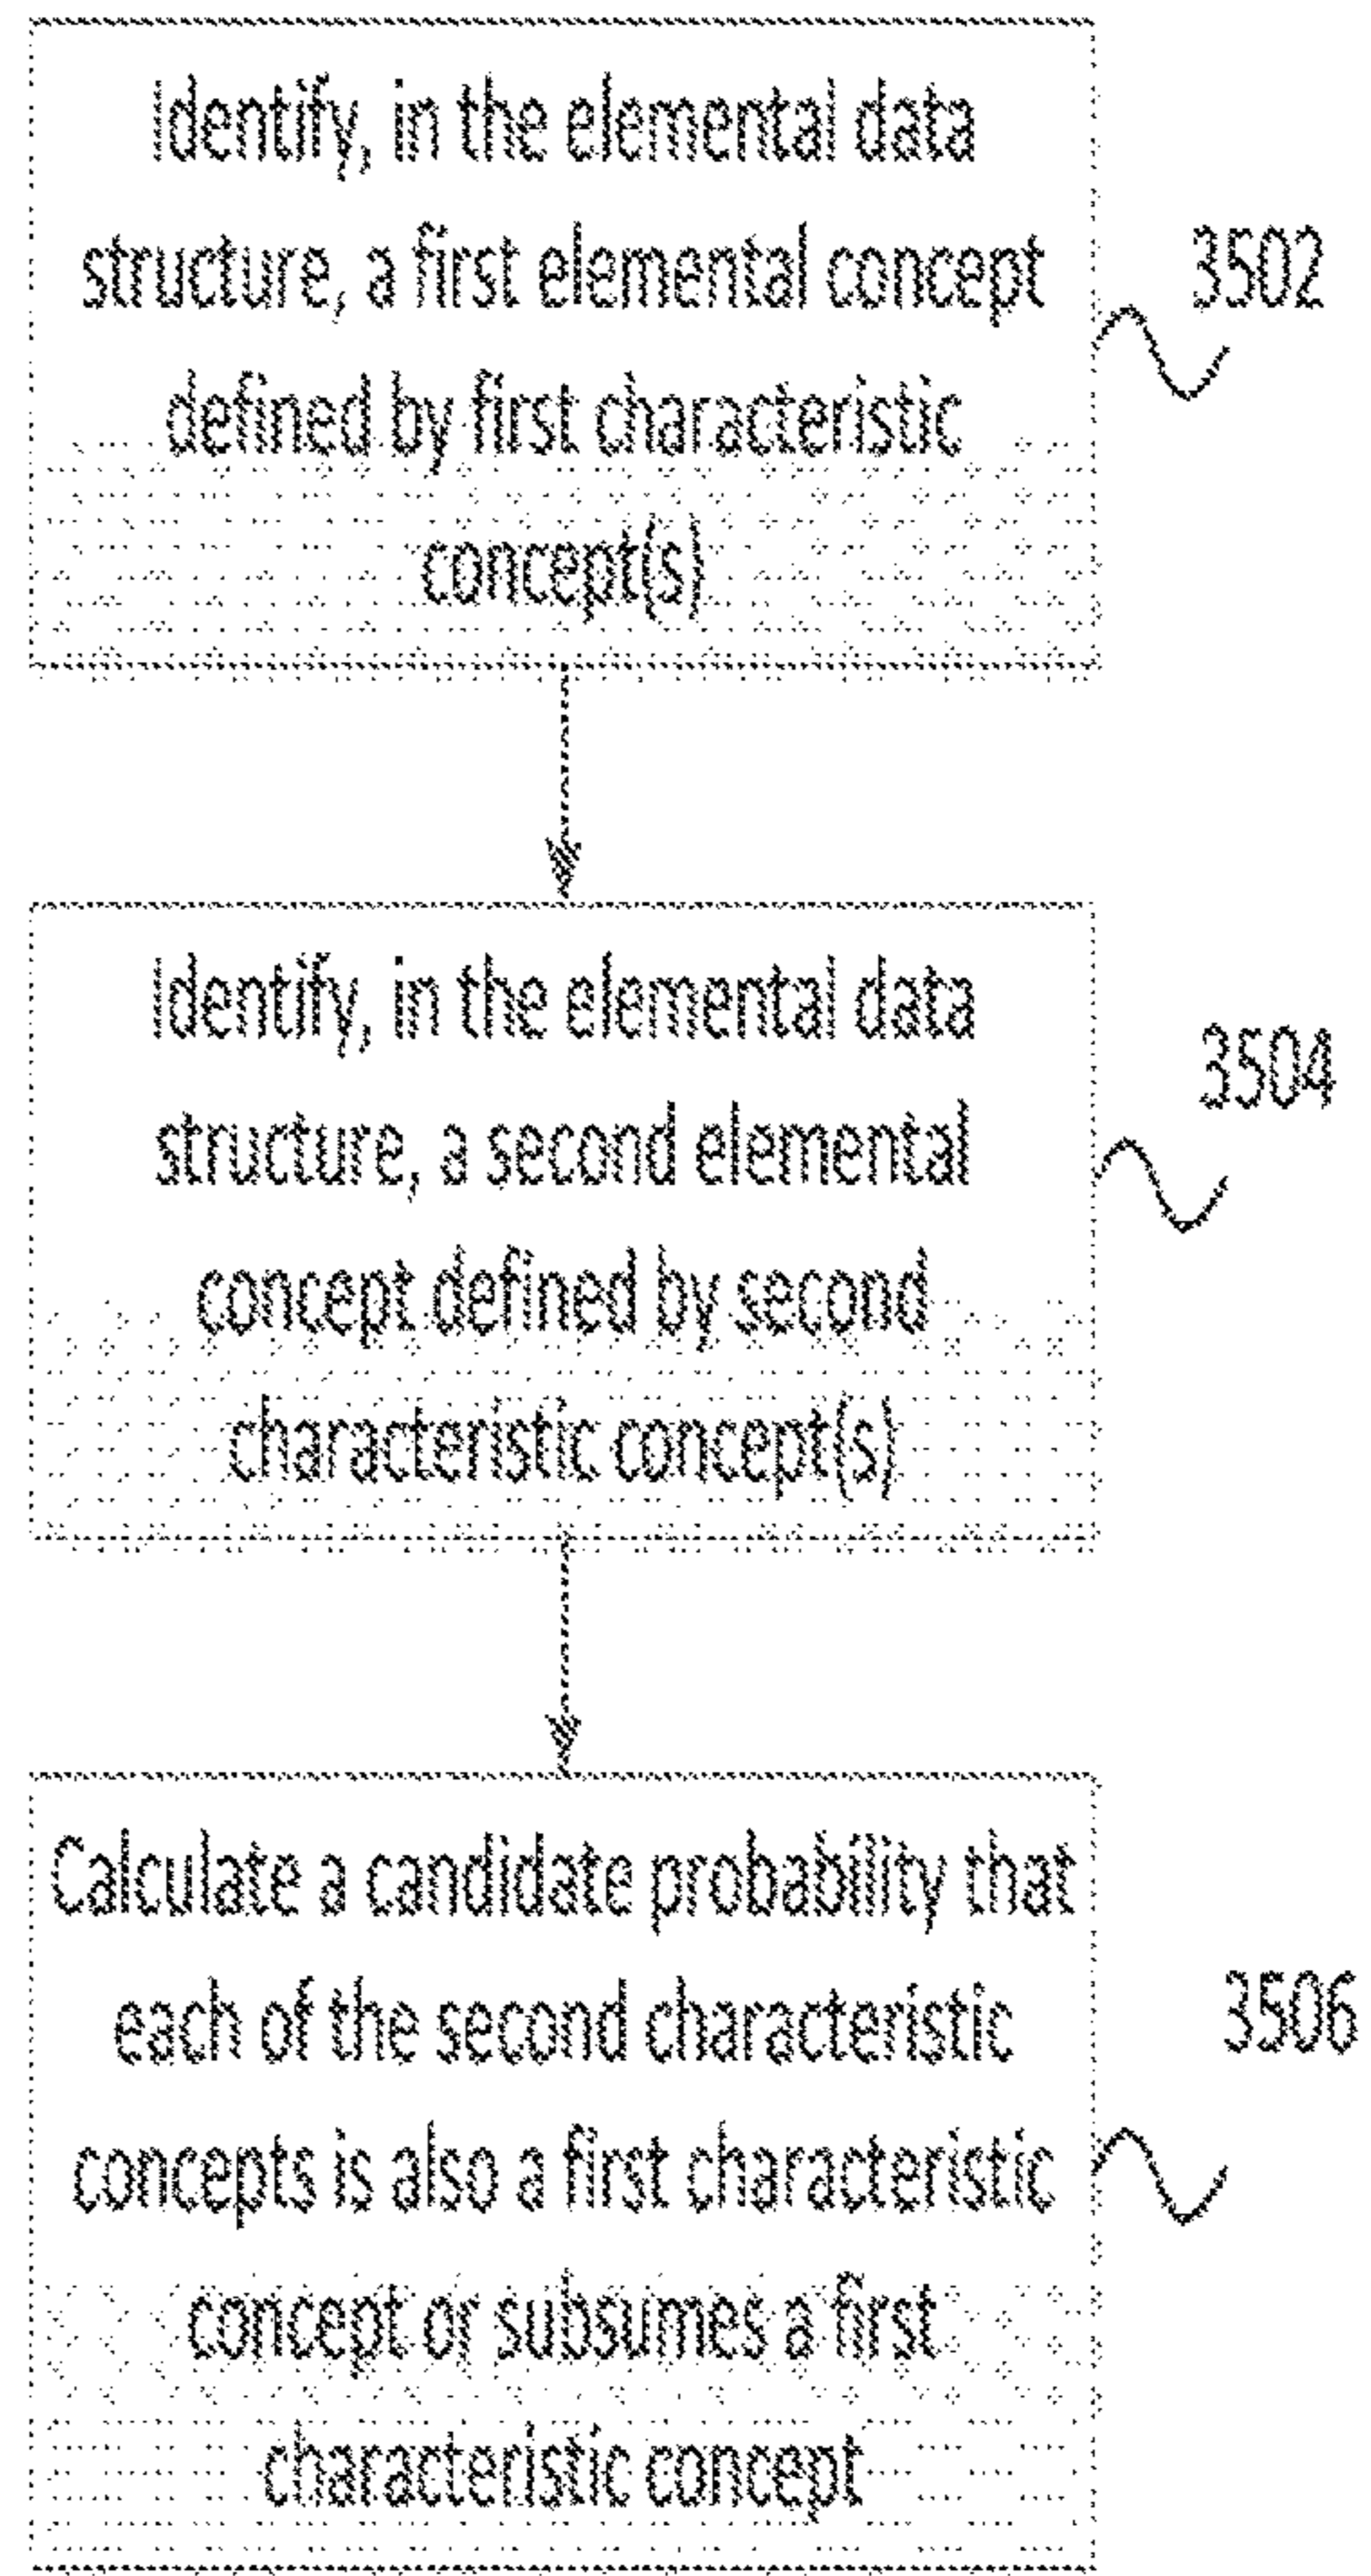 Identify, in the elemental data
structure, a first elemental concept
defined by first characteristic
concept(s)
3502
Identify, in the elemental data
structure, a second elemental
concept defined by second
characteristic concept(s)
3504
Calculate a candidate probability that
each of the second characteristic
concepts is also a first characteristic
concept or subsumes a first
characteristic concept
3506